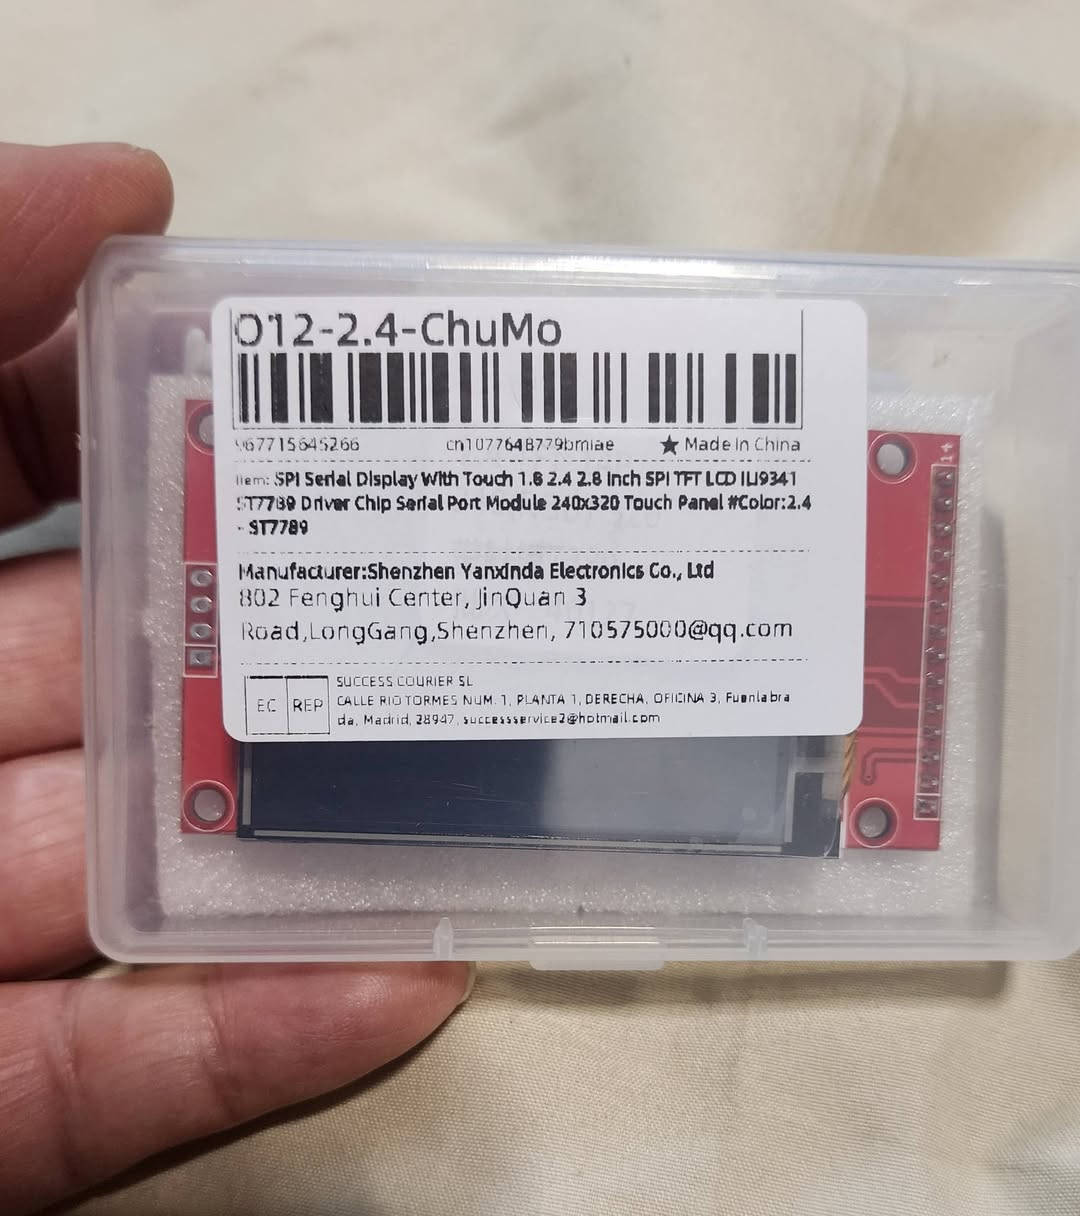 O12-2.4-ChuMo
967715645266 cn1077648779bmiae ★ Made In China
Item: SPI Serial Display With Touch 1.8 2.4 2.8 Inch SPI TFT LCD ILI9341
ST7789 Driver Chip Serial Port Module 240x320 Touch Panel #Color:2.4
- ST7789
Manufacturer:Shenzhen Yanxinda Electronics Co., Ltd
802 Fenghui Center, JinQuan 3
Road,LongGang,Shenzhen, 710575000@qq.com
EC REP
SUCCESS COURIER SL
CALLE RIO TORMES NUM. 1, PLANTA 1, DERECHA, OFICINA 3, Fuenlabra
da, Madrid, 28947, successservice2@hotmail.com
14